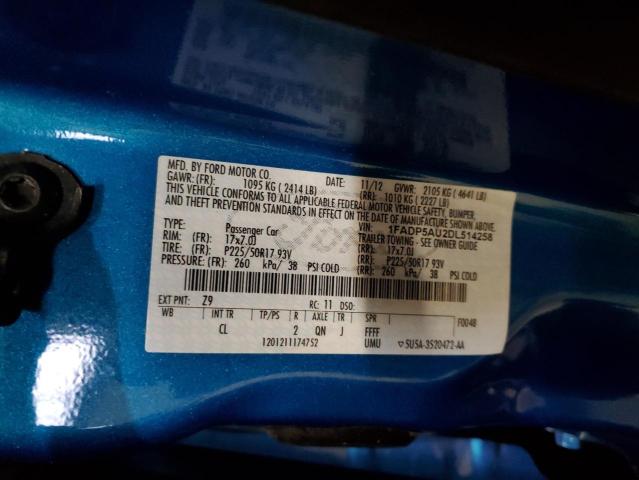 MFD. BY FORD MOTOR CO.
DATE: 11/12 GVWR: 2105 KG ( 4641 LB)
GAWR: (FR): 1095 KG ( 2414 LB) (RR): 1010 KG ( 2227 LB)
THIS VEHICLE CONFORMS TO ALL APPLICABLE FEDERAL MOTOR VEHICLE SAFETY, BUMPER,
AND THEFT PREVENTION STANDARDS IN EFFECT ON THE DATE OF MANUFACTURE SHOWN ABOVE.
VIN: 1FADP5AU2DL514258
TYPE: Passenger Car TRAILER TOWING - SEE OWNER GUIDE
RIM: (FR): 17x7.0J (RR): 17x7.0J
TIRE: (FR): P225/50R17 93V (RR): P225/50R17 93V
PRESSURE: (FR): 260 kPa/ 38 PSI COLD (RR): 260 kPa/ 38 PSI COLD
EXT PNT: Z9 RC: 11 DSO: F0048
WB INT TR TP/PS R AXLE TR SPR
CL 2 QN J FFFF
1201211174752 UMU ▽ 5U5A-3520472-AA